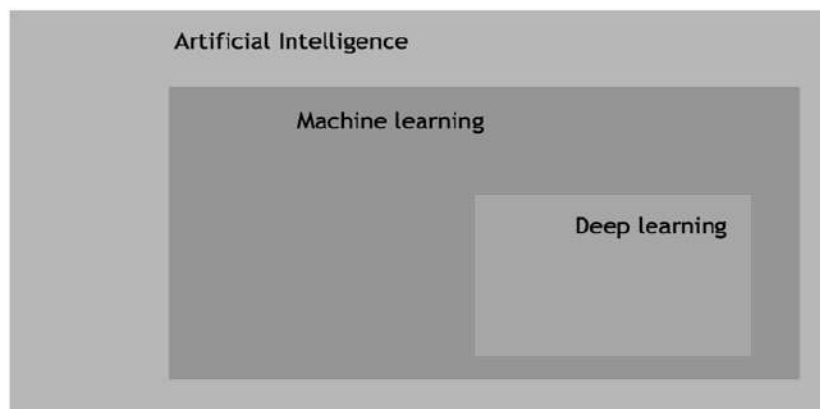 Artificial Intelligence
Machine learning
Deep learning